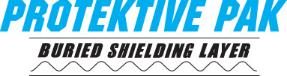 PROTEKTIVE PAK
BURIED SHIELDING LAYER